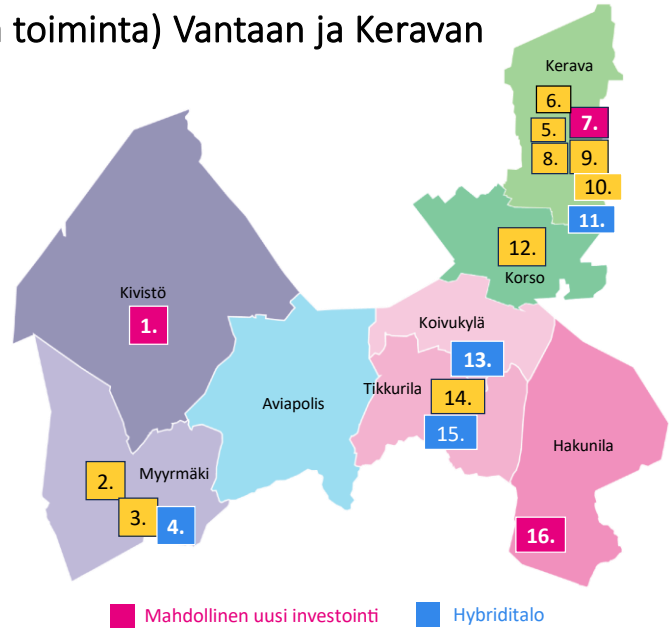 toiminta) Vantaan ja Keravan
Kerava
6.
7.
5.
8.
9.
10.
11.
12.
Korso
Kivistö
1.
Koivukylä
13.
Tikkurila
14.
Aviapolis
15.
Hakunila
Myyrmäki
2.
3.
4.
16.
Mahdollinen uusi investointi
Hybriditalo